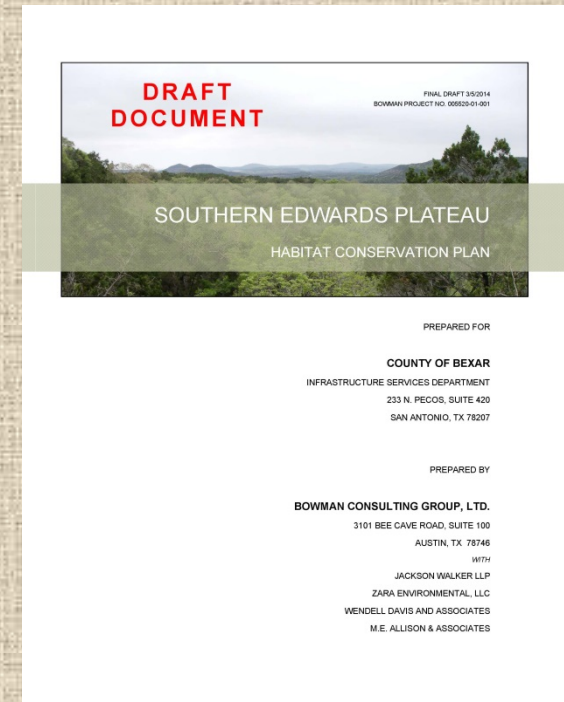 DRAFT
DOCUMENT
FINAL DRAFT 3/5/2014
BOWMAN PROJECT NO. 005520-01-001
SOUTHERN EDWARDS PLATEAU
HABITAT CONSERVATION PLAN
PREPARED FOR
COUNTY OF BEXAR
INFRASTRUCTURE SERVICES DEPARTMENT
233 N. PECOS, SUITE 420
SAN ANTONIO, TX 78207
PREPARED BY
BOWMAN CONSULTING GROUP, LTD.
3101 BEE CAVE ROAD, SUITE 100
AUSTIN, TX 78746
WITH
JACKSON WALKER LLP
ZARA ENVIRONMENTAL, LLC
WENDELL DAVIS AND ASSOCIATES
M.E. ALLISON & ASSOCIATES